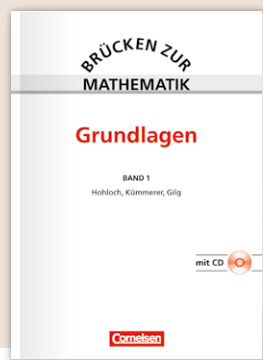 BRÜCKEN ZUR
MATHEMATIK
Grundlagen
BAND 1
Hohloch, Kümmerer, Gilg
mit CD
Cornelsen